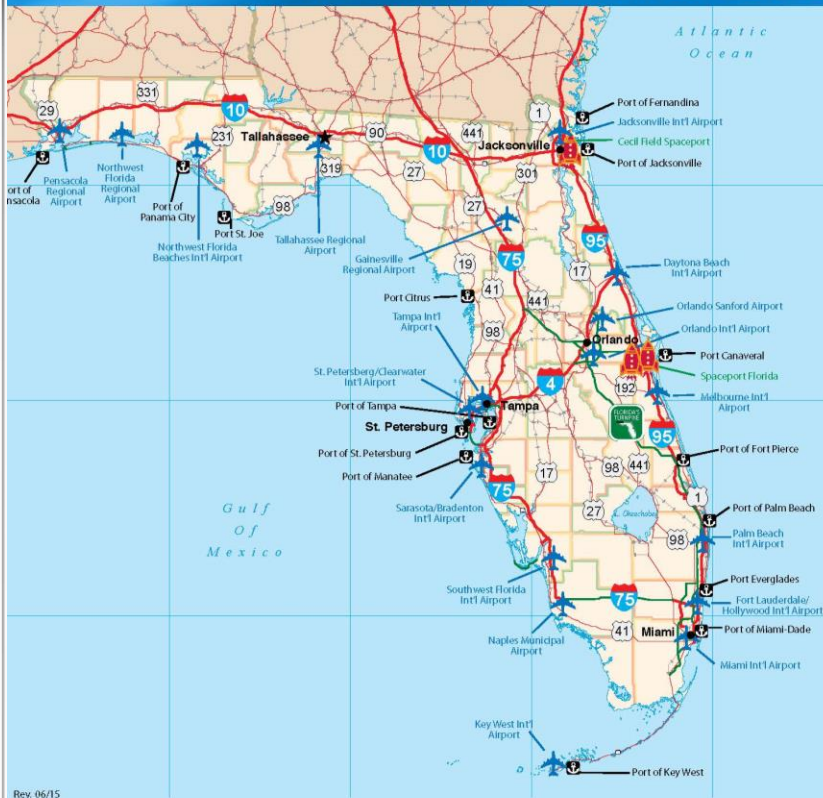 Atlantic
Ocean
331
29
10
1
Port of Fernandina
Jacksonville Int'l Airport
Cecil Field Spaceport
Port of Jacksonville
231
Tallahassee
90
441
10
Jacksonville
301
319
27
27
98
ort of
nsacola
Pensacola
Regional
Airport
Northwest
Florida
Regional
Airport
Port of
Panama City
Port St. Joe
Northwest Florida
Beaches Int'l Airport
Tallahassee Regional
Airport
Gainesville
Regional Airport
95
75
19
41
441
17
98
Daytona Beach
Int'l Airport
Port Citrus
Tampa Int'l
Airport
Orlando Sanford Airport
Orlando
Orlando Int'l Airport
Port Canaveral
Spaceport Florida
St. Petersburg/Clearwater
Int'l Airport
4
192
Melbourne Int'l
Airport
Port of Tampa
Tampa
St. Petersburg
FLORIDA'S
TURNPIKE
95
Port of St. Petersburg
Port of Manatee
Port of Fort Pierce
17
98
441
75
Sarasota/Bradenton
Int'l Airport
27
L. Okeechobee
1
Port of Palm Beach
98
Palm Beach
Int'l Airport
Gulf
Of
Mexico
Southwest Florida
Int'l Airport
75
Port Everglades
Fort Lauderdale/
Hollywood Int'l Airport
Naples Municipal
Airport
41
Miami
Port of Miami-Dade
Miami Int'l Airport
Key West Int'l
Airport
Port of Key West
Rev. 06/15